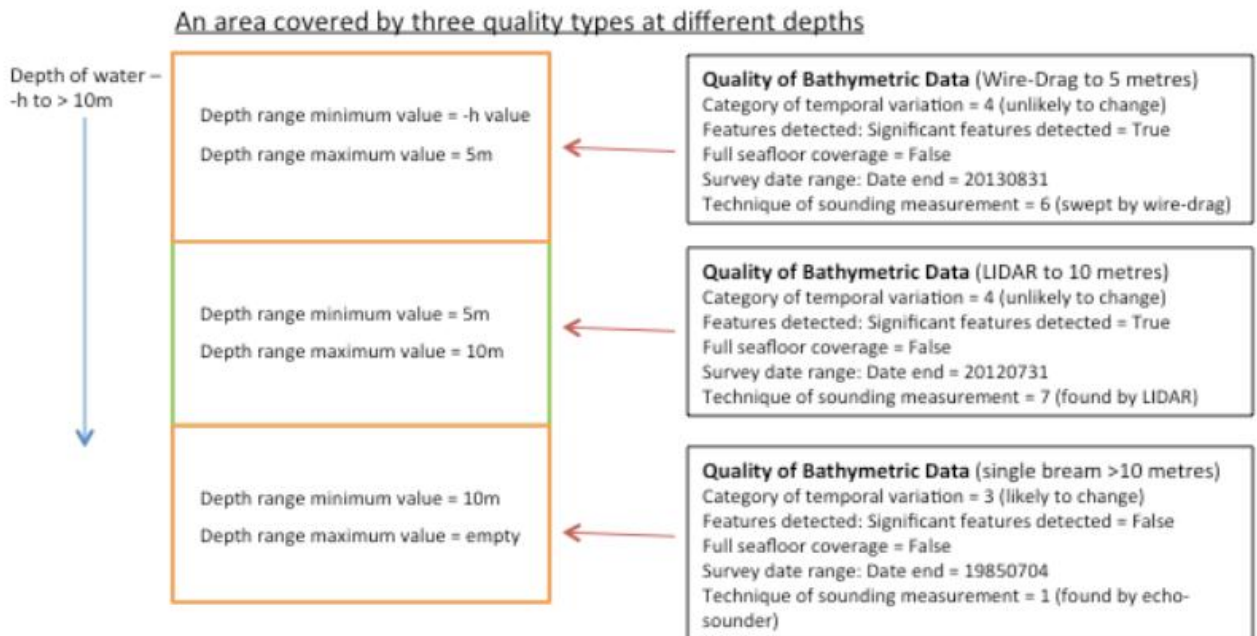 An area covered by three quality types at different depths
Depth of water –
-h to > 10m
Depth range minimum value = -h value
Depth range maximum value = 5m
Quality of Bathymetric Data (Wire-Drag to 5 metres)
Category of temporal variation = 4 (unlikely to change)
Features detected: Significant features detected = True
Full seafloor coverage = False
Survey date range: Date end = 20130831
Technique of sounding measurement = 6 (swept by wire-drag)
Depth range minimum value = 5m
Depth range maximum value = 10m
Quality of Bathymetric Data (LIDAR to 10 metres)
Category of temporal variation = 4 (unlikely to change)
Features detected: Significant features detected = True
Full seafloor coverage = False
Survey date range: Date end = 20120731
Technique of sounding measurement = 7 (found by LIDAR)
Depth range minimum value = 10m
Depth range maximum value = empty
Quality of Bathymetric Data (single bream >10 metres)
Category of temporal variation = 3 (likely to change)
Features detected: Significant features detected = False
Full seafloor coverage = False
Survey date range: Date end = 19850704
Technique of sounding measurement = 1 (found by echo-
sounder)